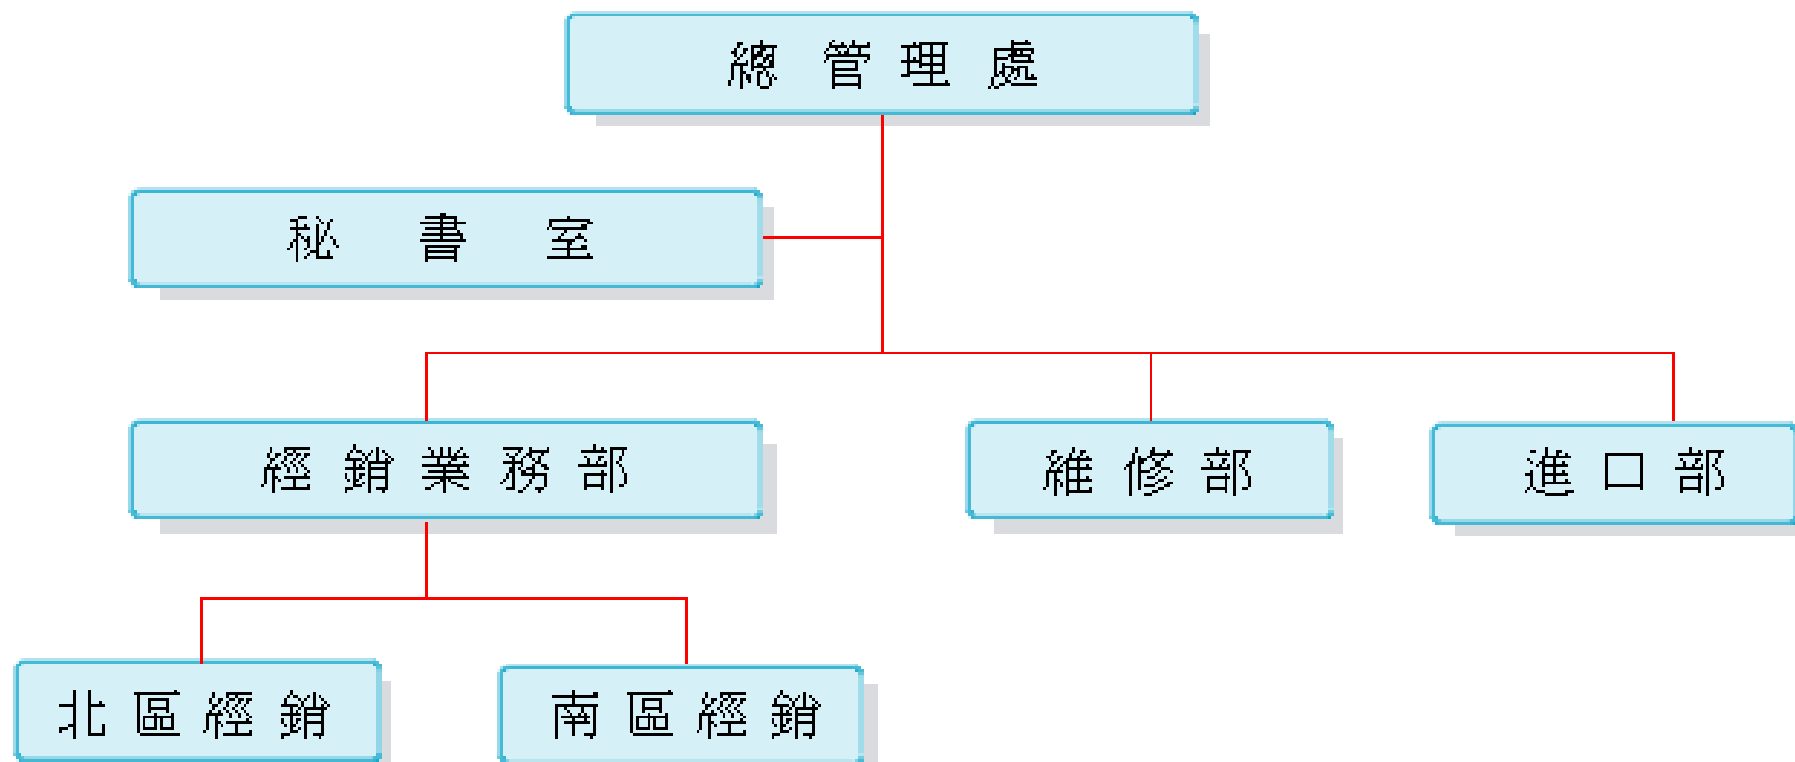 總管理處
秘書室
經銷業務部
維修部
進口部
北區經銷
南區經銷